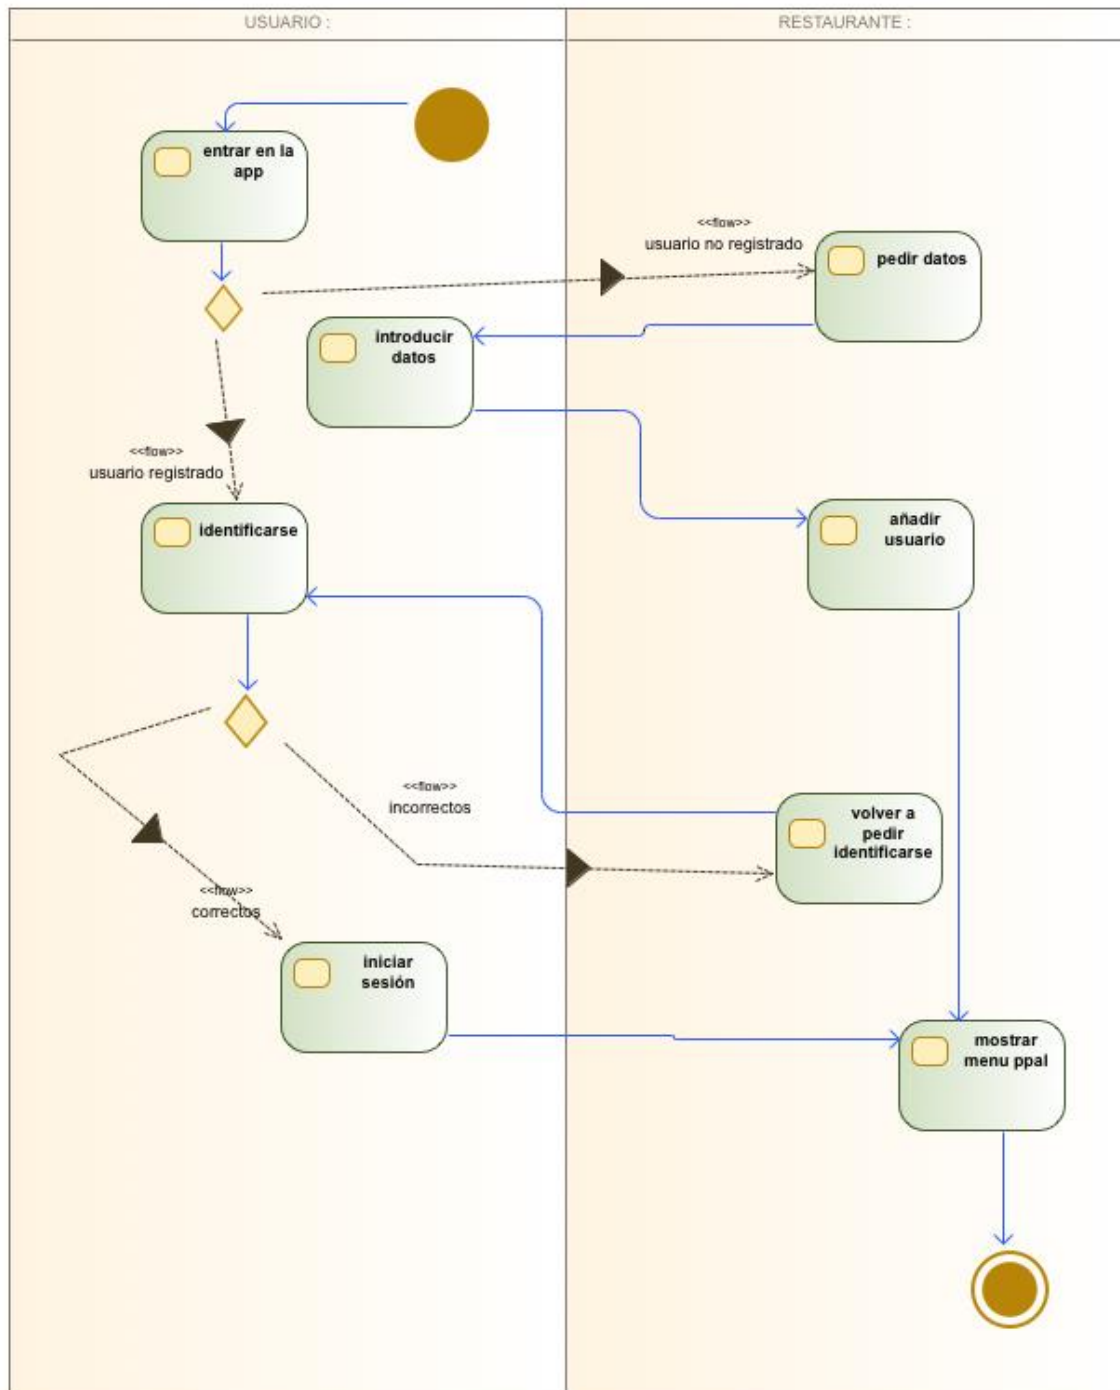 USUARIO :
RESTAURANTE :
entrar en la
app
<<flow>>
usuario no registrado
pedir datos
introducir
datos
<<flow>>
usuario registrado
identificarse
añadir
usuario
<<flow>>
incorrectos
volver a
pedir
identificarse
<<flow>>
correctos
iniciar
sesión
mostrar
menu ppal